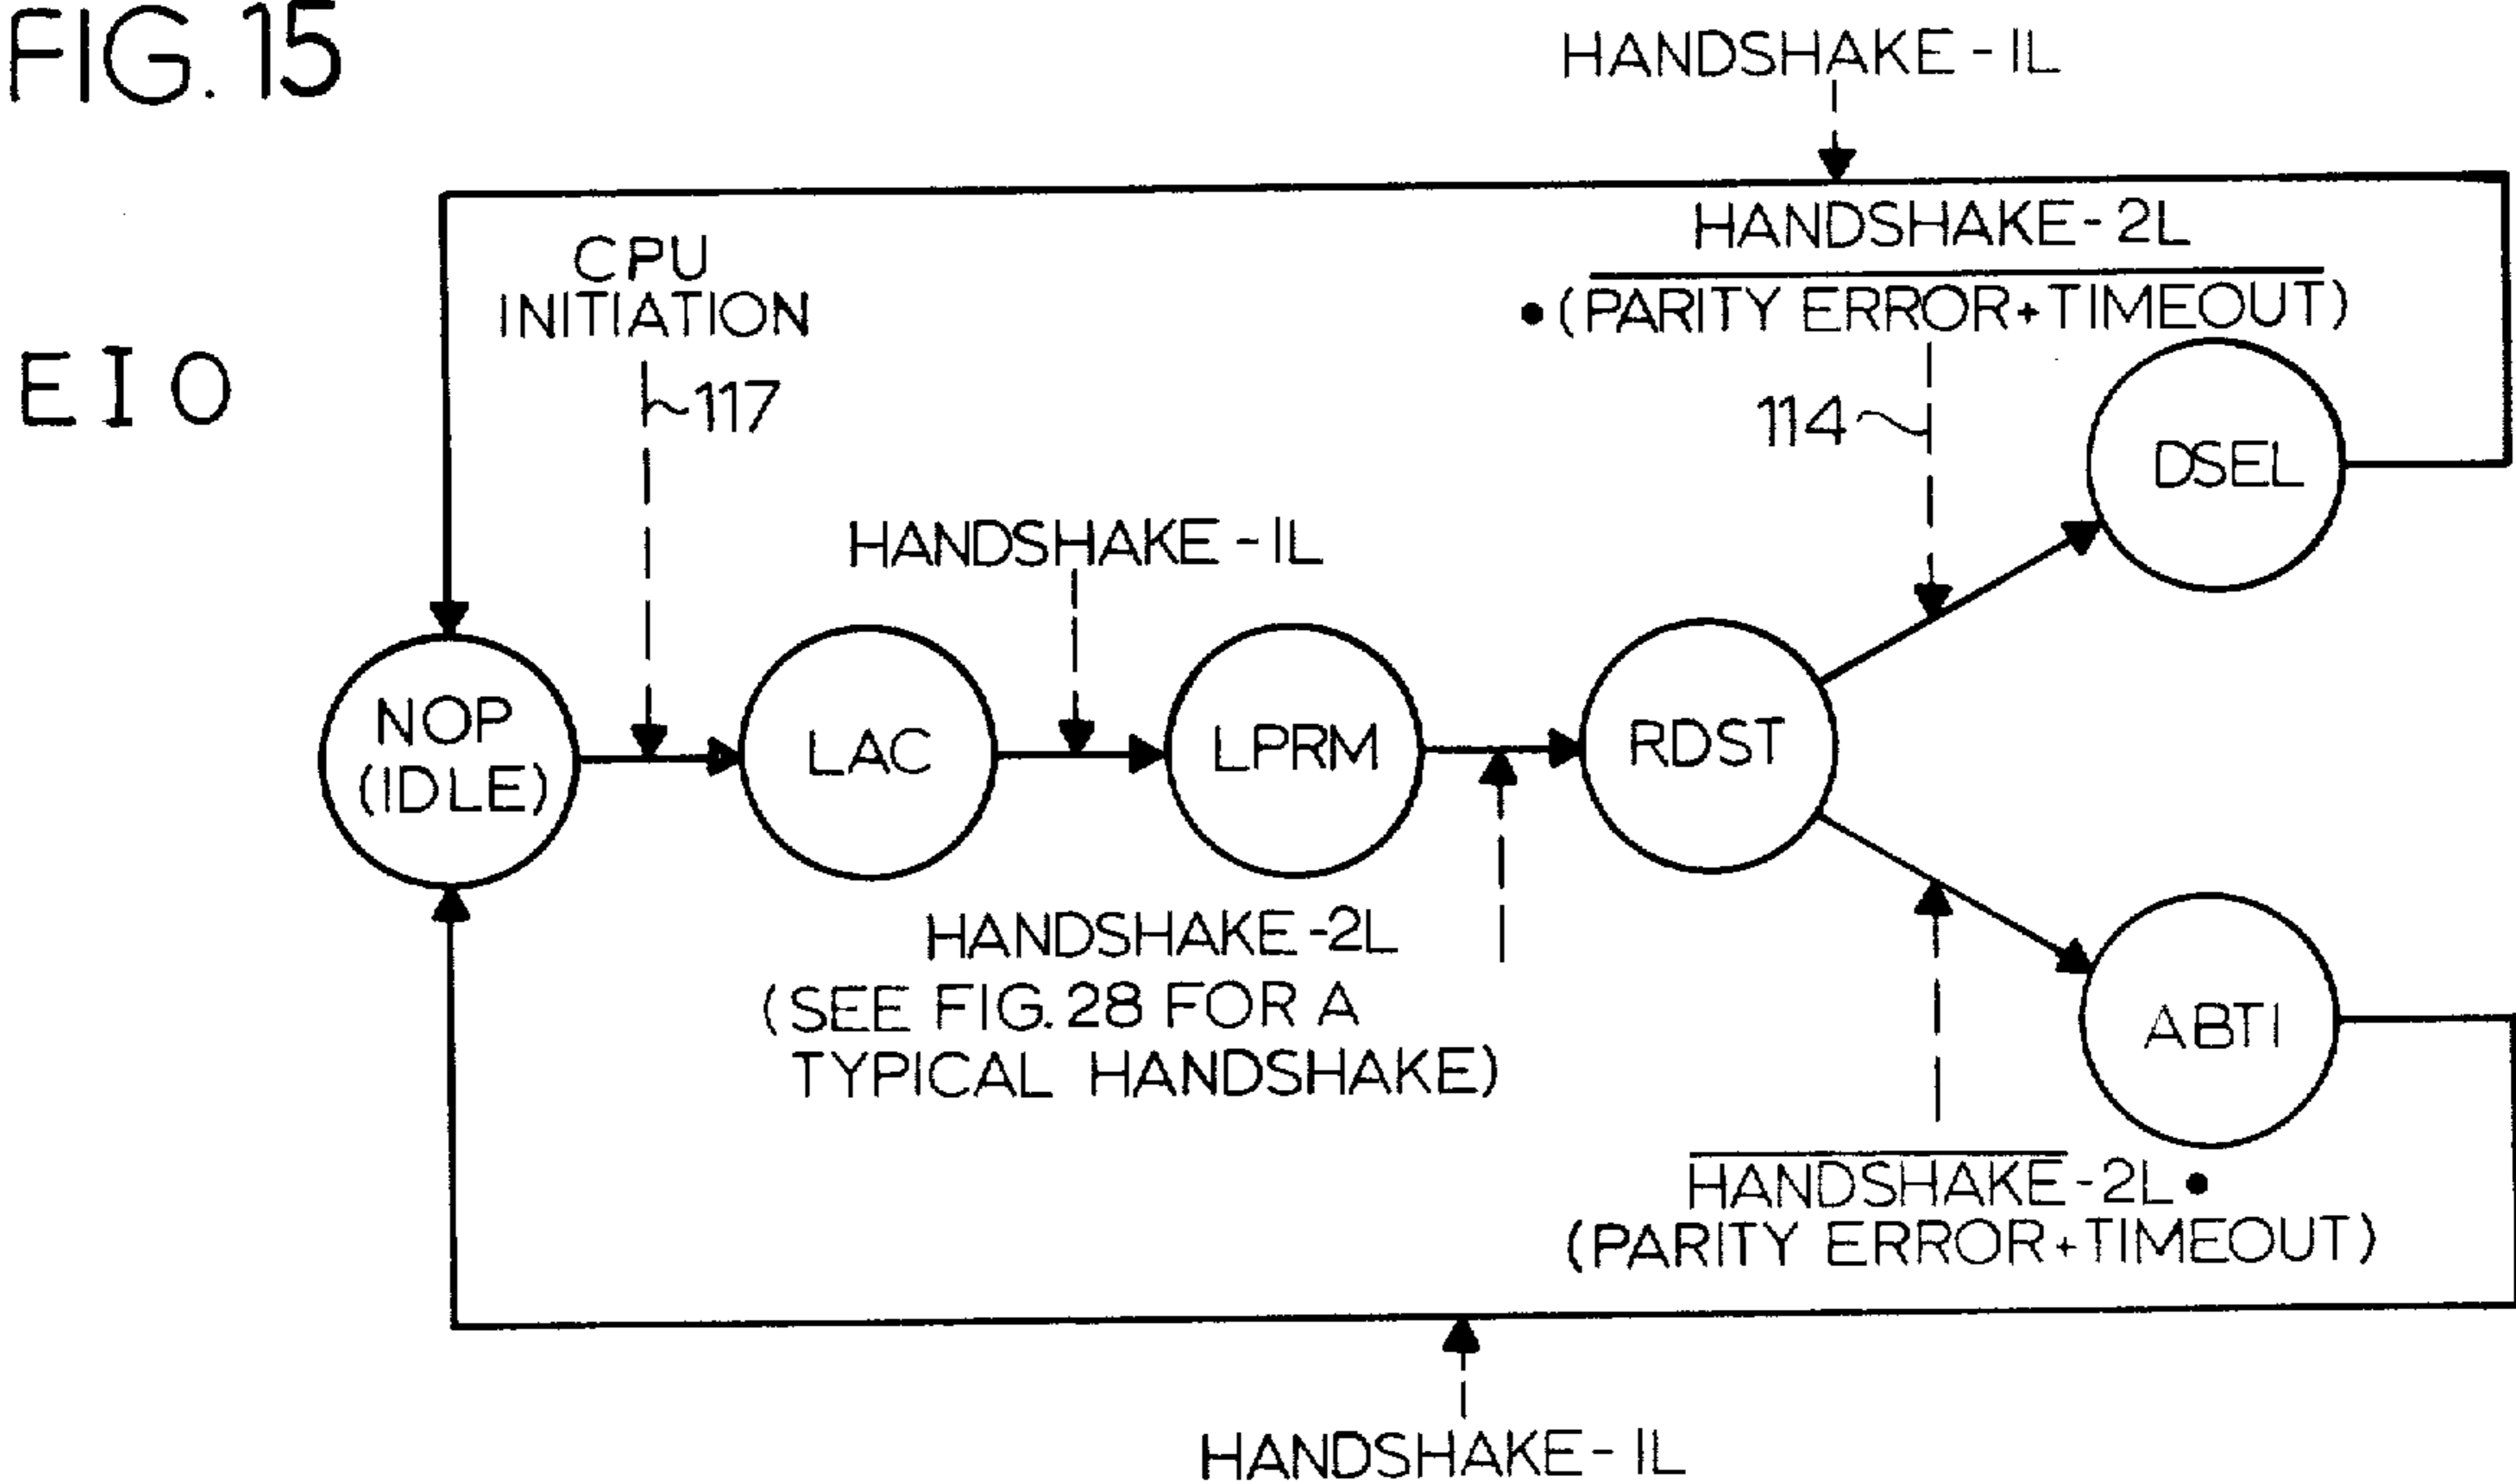 FIG. 15
HANDSHAKE-1L
HANDSHAKE-2L
•(PARITY ERROR+TIMEOUT)
CPU
INITIATION
117
EIO
114
DSEL
HANDSHAKE-1L
NOP
(IDLE)
LAC
LPRM
RDST
HANDSHAKE-2L
(SEE FIG. 28 FOR A
TYPICAL HANDSHAKE)
ABTI
HANDSHAKE-2L•
(PARITY ERROR+TIMEOUT)
HANDSHAKE-1L